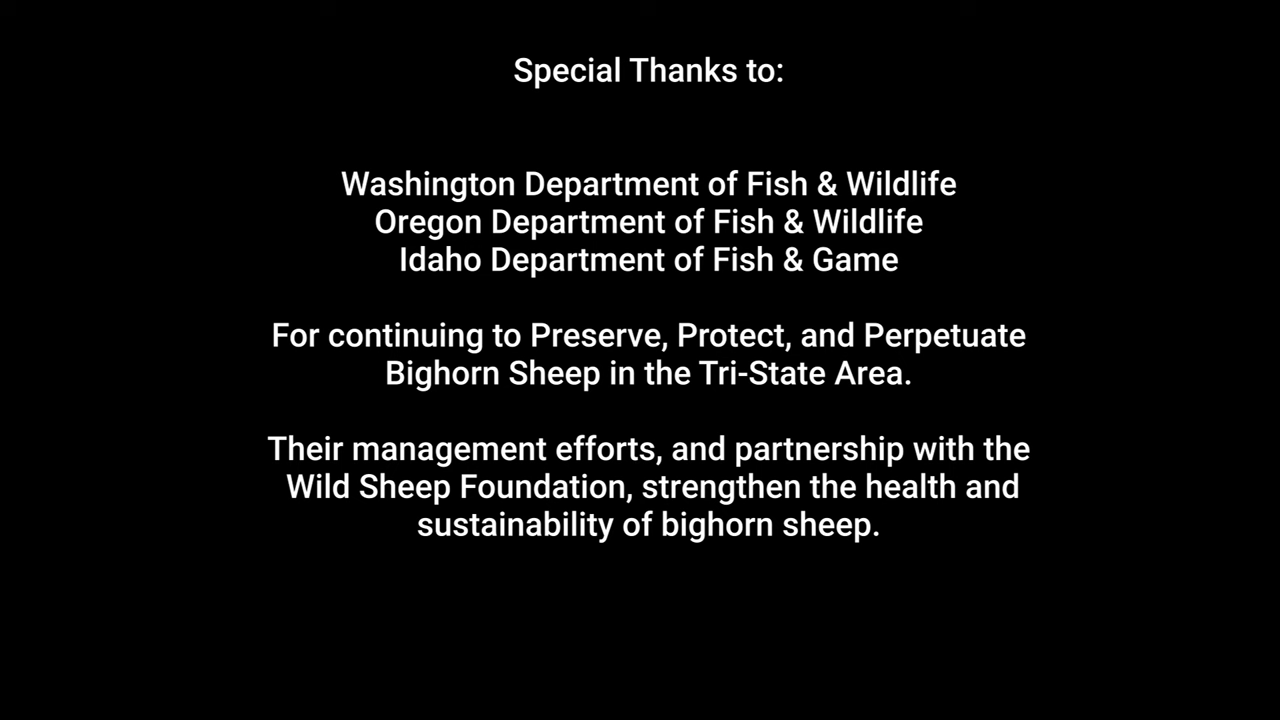 Special Thanks to:
Washington Department of Fish & Wildlife
Oregon Department of Fish & Wildlife
Idaho Department of Fish & Game
For continuing to Preserve, Protect, and Perpetuate
Bighorn Sheep in the Tri-State Area.
Their management efforts, and partnership with the
Wild Sheep Foundation, strengthen the health and
sustainability of bighorn sheep.